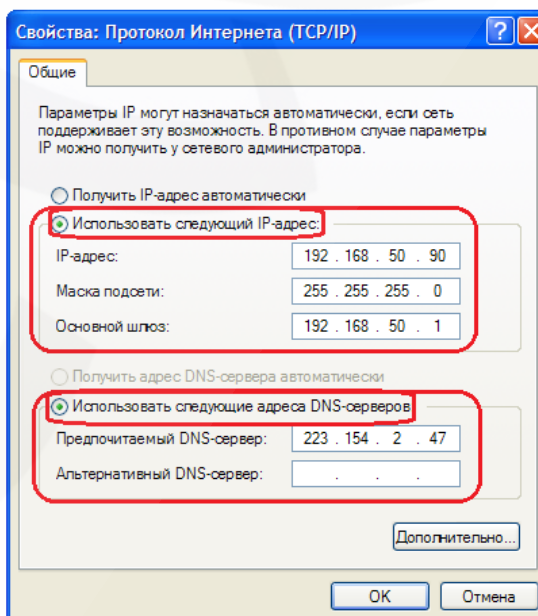 Свойства: Протокол Интернета (TCP/IP)
Общие
Параметры IP могут назначаться автоматически, если сеть
поддерживает эту возможность. В противном случае параметры
IP можно получить у сетевого администратора.
Получить IP-адрес автоматически
Использовать следующий IP-адрес:
IP-адрес: 192 . 168 . 50 . 90
Маска подсети: 255 . 255 . 255 . 0
Основной шлюз: 192 . 168 . 50 . 1
Получить адрес DNS-сервера автоматически
Использовать следующие адреса DNS-серверов
Предпочитаемый DNS-сервер: 223 . 154 . 2 . 47
Альтернативный DNS-сервер: . . .
Дополнительно...
OK Отмена